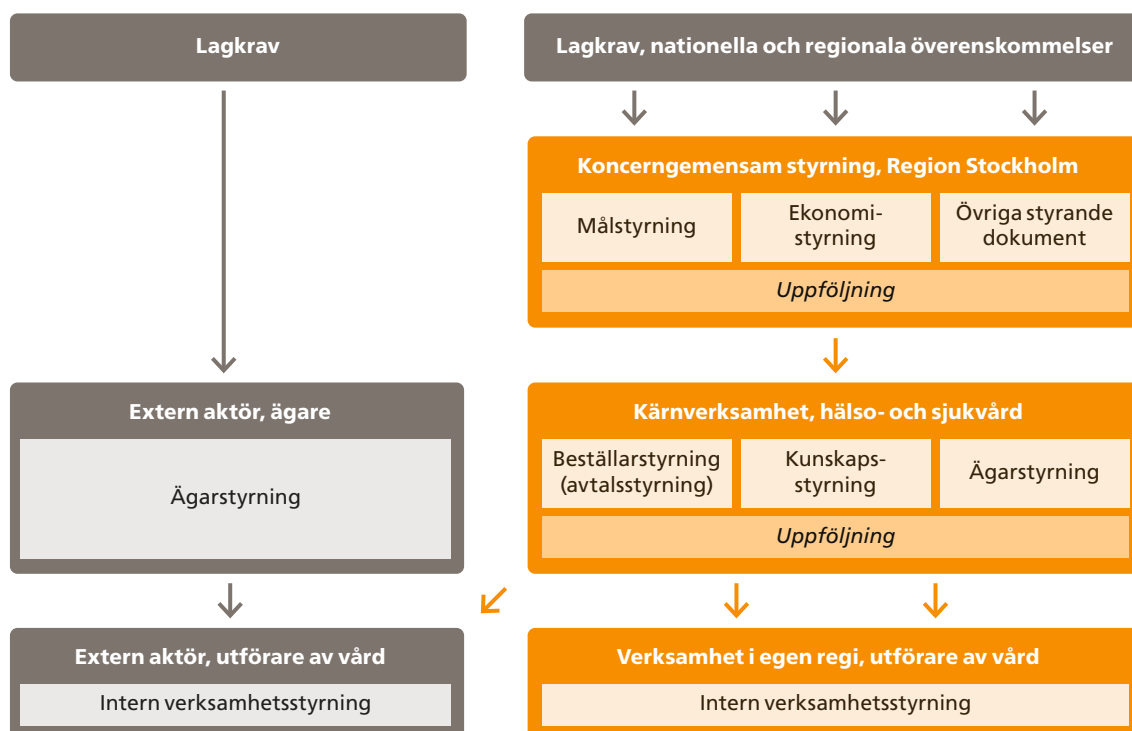 Lagkrav
Lagkrav, nationella och regionala överenskommelser
Koncerngemensam styrning, Region Stockholm
Målstyrning
Ekonomi-
styrning
Övriga styrande
dokument
Uppföljning
Extern aktör, ägare
Ägarstyrning
Kärnverksamhet, hälso- och sjukvård
Beställarstyrning
(avtalsstyrning)
Kunskaps-
styrning
Ägarstyrning
Uppföljning
Extern aktör, utförare av vård
Intern verksamhetsstyrning
Verksamhet i egen regi, utförare av vård
Intern verksamhetsstyrning